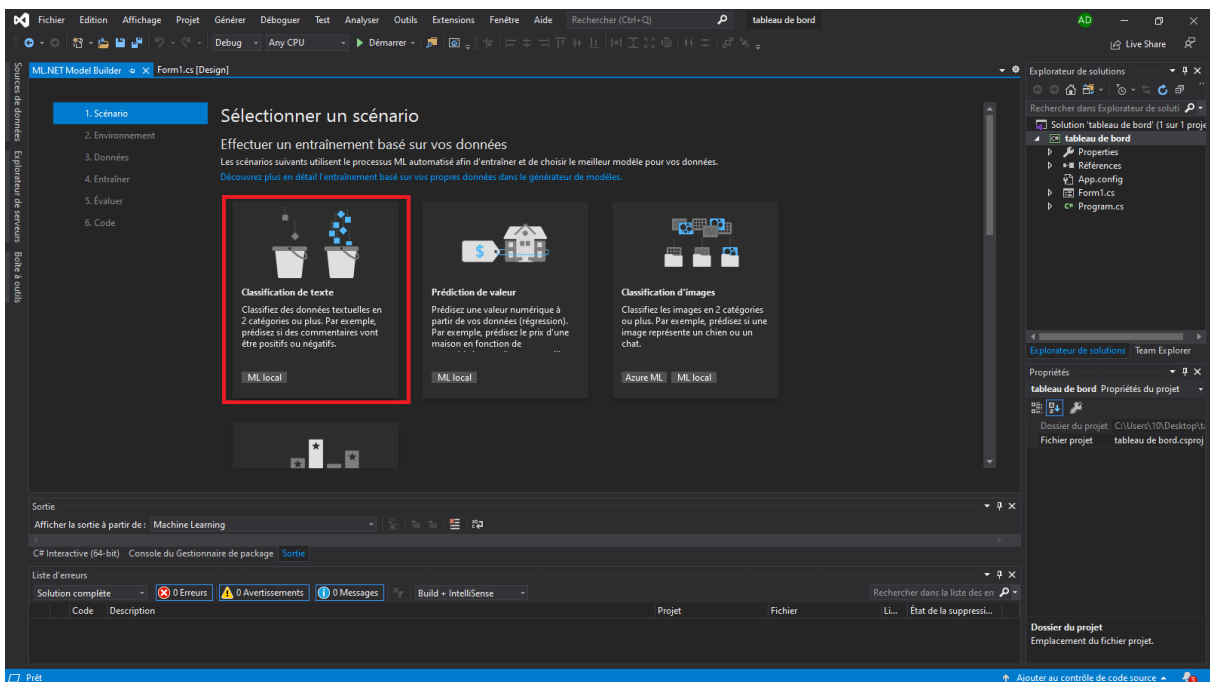 Fichier Edition Affichage Projet Générer Déboguer Test Analyser Outils Extensions Fenêtre Aide Rechercher (Ctrl+Q) tableau de bord AD
Debug Any CPU Démarrer Live Share
Sources de données
Explorateur de serveurs
Boîte à outils
ML.NET Model Builder Form1.cs [Design]
1. Scénario
2. Environnement
3. Données
4. Entraîner
5. Évaluer
6. Code
Sélectionner un scénario
Effectuer un entraînement basé sur vos données
Les scénarios suivants utilisent le processus ML automatisé afin d'entraîner et de choisir le meilleur modèle pour vos données.
Découvrez plus en détail l'entraînement basé sur vos propres données dans le générateur de modèles.
Classification de texte
Classifiez des données textuelles en
2 catégories ou plus. Par exemple,
prédisez si des commentaires vont
être positifs ou négatifs.
ML local
$
Prédiction de valeur
Prédisez une valeur numérique à
partir de vos données (régression).
Par exemple, prédisez le prix d'une
maison en fonction de
ML local
Classification d'images
Classifiez les images en 2 catégories
ou plus. Par exemple, prédisez si une
image représente un chien ou un
chat.
Azure ML ML local
Explorateur de solutions
Rechercher dans Explorateur de soluti
Solution 'tableau de bord' (1 sur 1 proje
tableau de bord
Properties
Références
App.config
Form1.cs
C# Program.cs
Explorateur de solutions Team Explorer
Propriétés
tableau de bord Propriétés du projet
Dossier du projet C:\Users\10\Desktop\ta
Fichier projet tableau de bord.csproj
Dossier du projet
Emplacement du fichier projet.
Sortie
Afficher la sortie à partir de : Machine Learning
C# Interactive (64-bit) Console du Gestionnaire de package Sortie
Liste d'erreurs
Solution complète 0 Erreurs 0 Avertissements 0 Messages Build + IntelliSense Rechercher dans la liste des en
Code Description Projet Fichier Li... État de la suppressi...
Prêt Ajouter au contrôle de code source